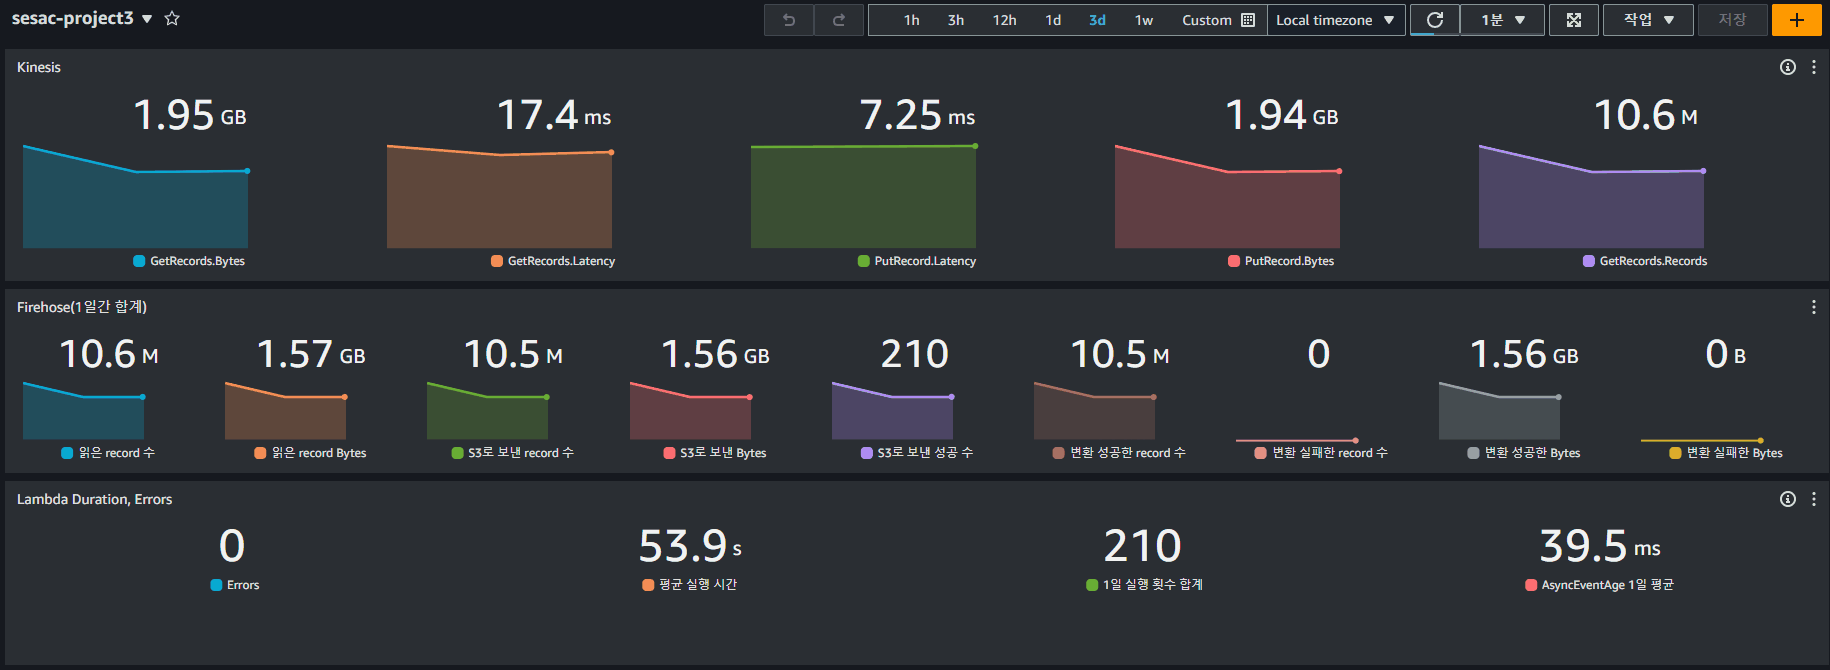 sesac-project3
1h 3h 12h 1d 3d 1w Custom Local timezone 1분 작업 저장
Kinesis
1.95 GB 17.4 ms 7.25 ms 1.94 GB 10.6 M
GetRecords.Bytes GetRecords.Latency PutRecord.Latency PutRecord.Bytes GetRecords.Records
Firehose(1일간 합계)
10.6 M 1.57 GB 10.5 M 1.56 GB 210 10.5 M 0 1.56 GB 0 B
읽은 record 수 읽은 record Bytes S3로 보낸 record 수 S3로 보낸 Bytes S3로 보낸 성공 수 변환 성공한 record 수 변환 실패한 record 수 변환 성공한 Bytes 변환 실패한 Bytes
Lambda Duration, Errors
0 53.9 s 210 39.5 ms
Errors 평균 실행 시간 1일 실행 횟수 합계 AsyncEventAge 1일 평균